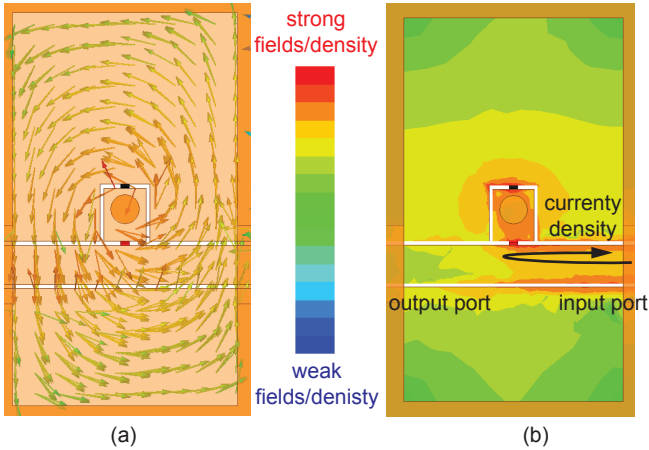 strong
fields/density
weak
fields/denisty
currenty
density
output port
input port
(a)
(b)